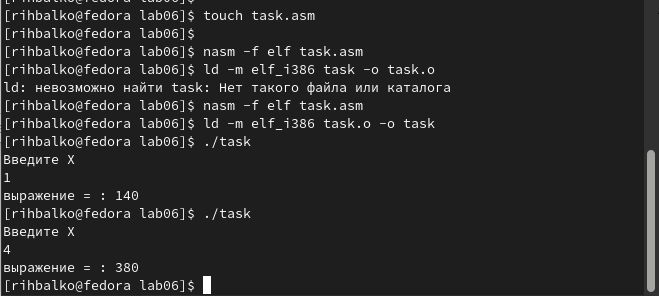 [rihbalko@fedora lab06]$ touch task.asm
[rihbalko@fedora lab06]$
[rihbalko@fedora lab06]$ nasm -f elf task.asm
[rihbalko@fedora lab06]$ ld -m elf_i386 task -o task.o
ld: невозможно найти task: Нет такого файла или каталога
[rihbalko@fedora lab06]$ nasm -f elf task.asm
[rihbalko@fedora lab06]$ ld -m elf_i386 task.o -o task
[rihbalko@fedora lab06]$ ./task
Введите X
1
выражение = : 140
[rihbalko@fedora lab06]$ ./task
Введите X
4
выражение = : 380
[rihbalko@fedora lab06]$